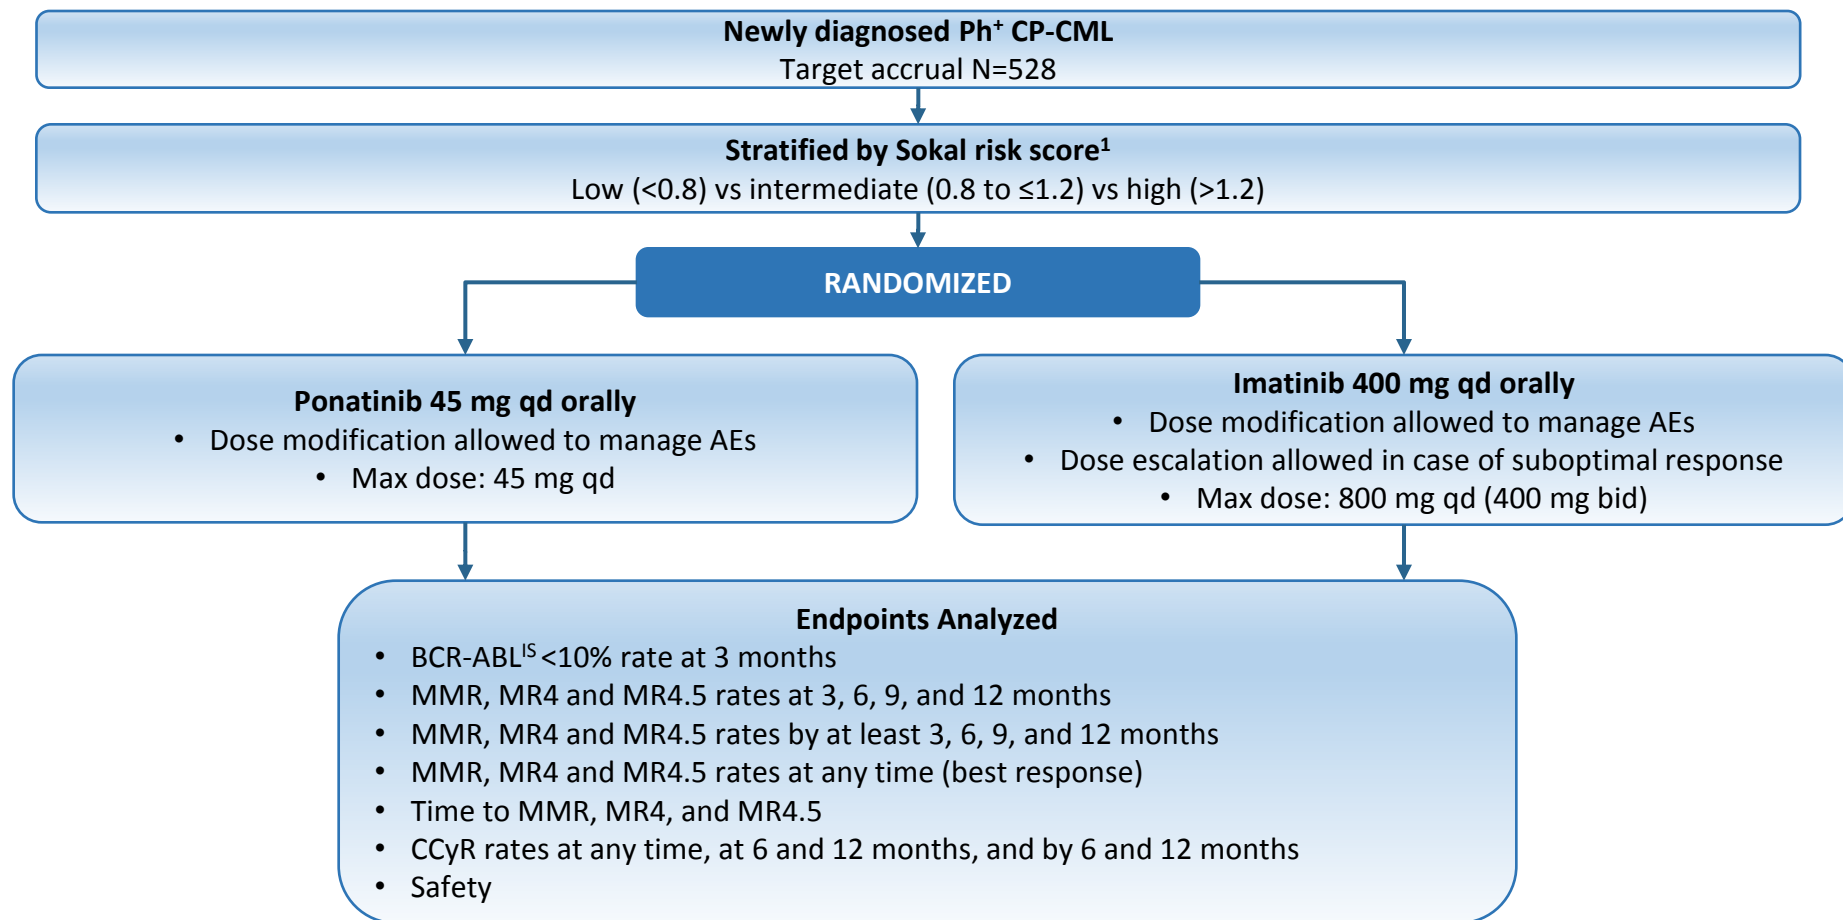 Newly diagnosed Ph⁺ CP-CML
Target accrual N=528
Stratified by Sokal risk score¹
Low (<0.8) vs intermediate (0.8 to ≤1.2) vs high (>1.2)
RANDOMIZED
Ponatinib 45 mg qd orally
• Dose modification allowed to manage AEs
• Max dose: 45 mg qd
Imatinib 400 mg qd orally
• Dose modification allowed to manage AEs
• Dose escalation allowed in case of suboptimal response
• Max dose: 800 mg qd (400 mg bid)
Endpoints Analyzed
• BCR-ABLᴵˢ <10% rate at 3 months
• MMR, MR4 and MR4.5 rates at 3, 6, 9, and 12 months
• MMR, MR4 and MR4.5 rates by at least 3, 6, 9, and 12 months
• MMR, MR4 and MR4.5 rates at any time (best response)
• Time to MMR, MR4, and MR4.5
• CCyR rates at any time, at 6 and 12 months, and by 6 and 12 months
• Safety